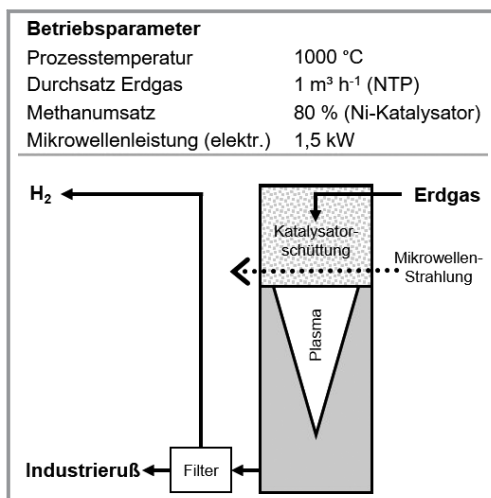 Betriebsparameter
Prozesstemperatur 1000 °C
Durchsatz Erdgas 1 m³ h⁻¹ (NTP)
Methanumsatz 80 % (Ni-Katalysator)
Mikrowellenleistung (elektr.) 1,5 kW
H₂
Erdgas
Katalysator-
schüttung
Mikrowellen-
Strahlung
Plasma
Industrieruß
Filter